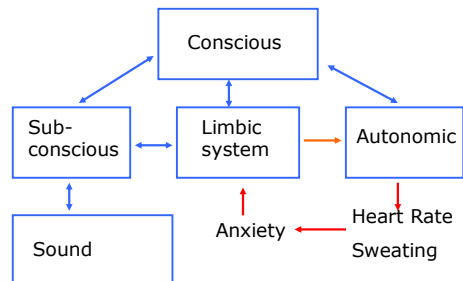 Conscious
Sub-
conscious
Limbic
system
Autonomic
Sound
Anxiety
Heart Rate
Sweating